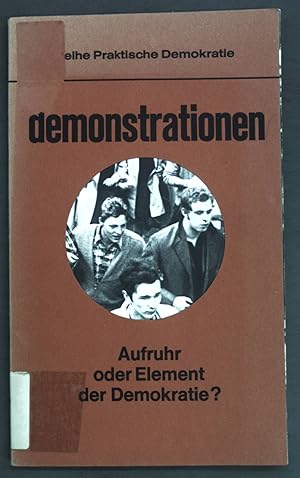 eihe Praktische Demokratie
demonstrationen
Aufruhr
oder Element
der Demokratie?